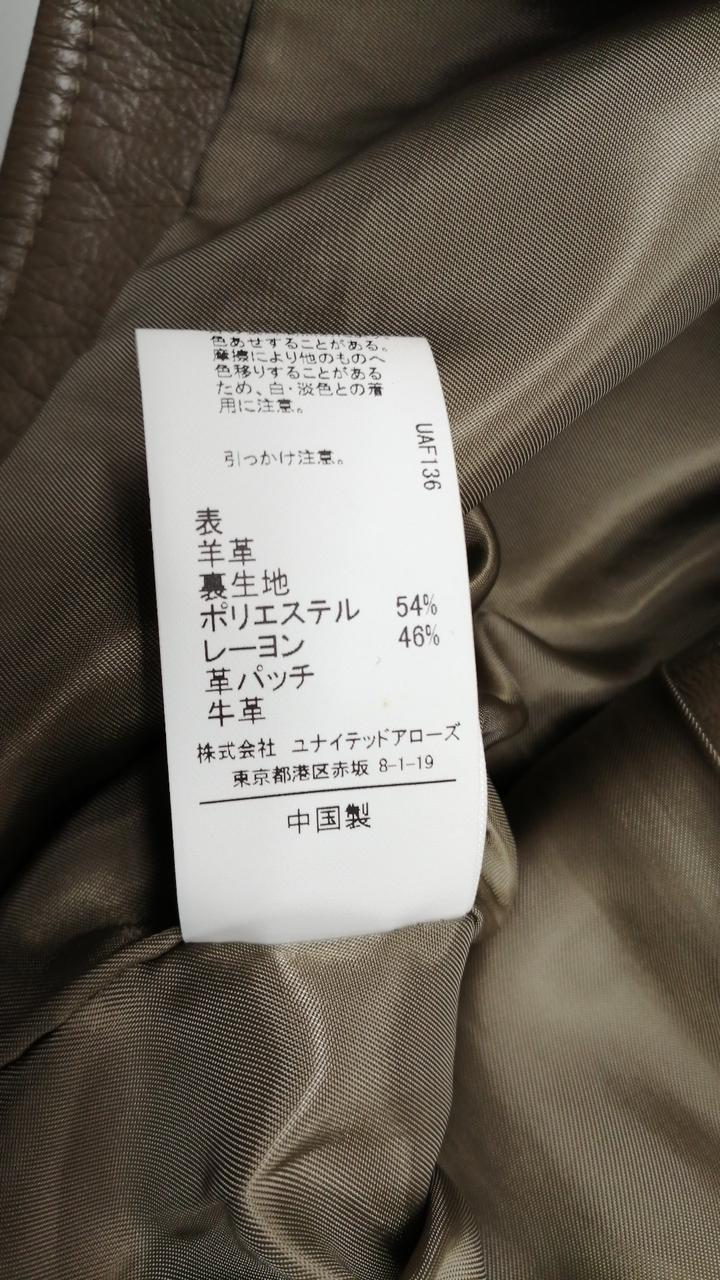 色あせすることがある。
摩擦により他のものへ
色移りすることがある
ため、白・淡色との着
用に注意。
引っかけ注意。
UAF136
表
羊革
裏生地
ポリエステル 54%
レーヨン 46%
革パッチ
牛革
株式会社 ユナイテッドアローズ
東京都港区赤坂 8-1-19
中国製